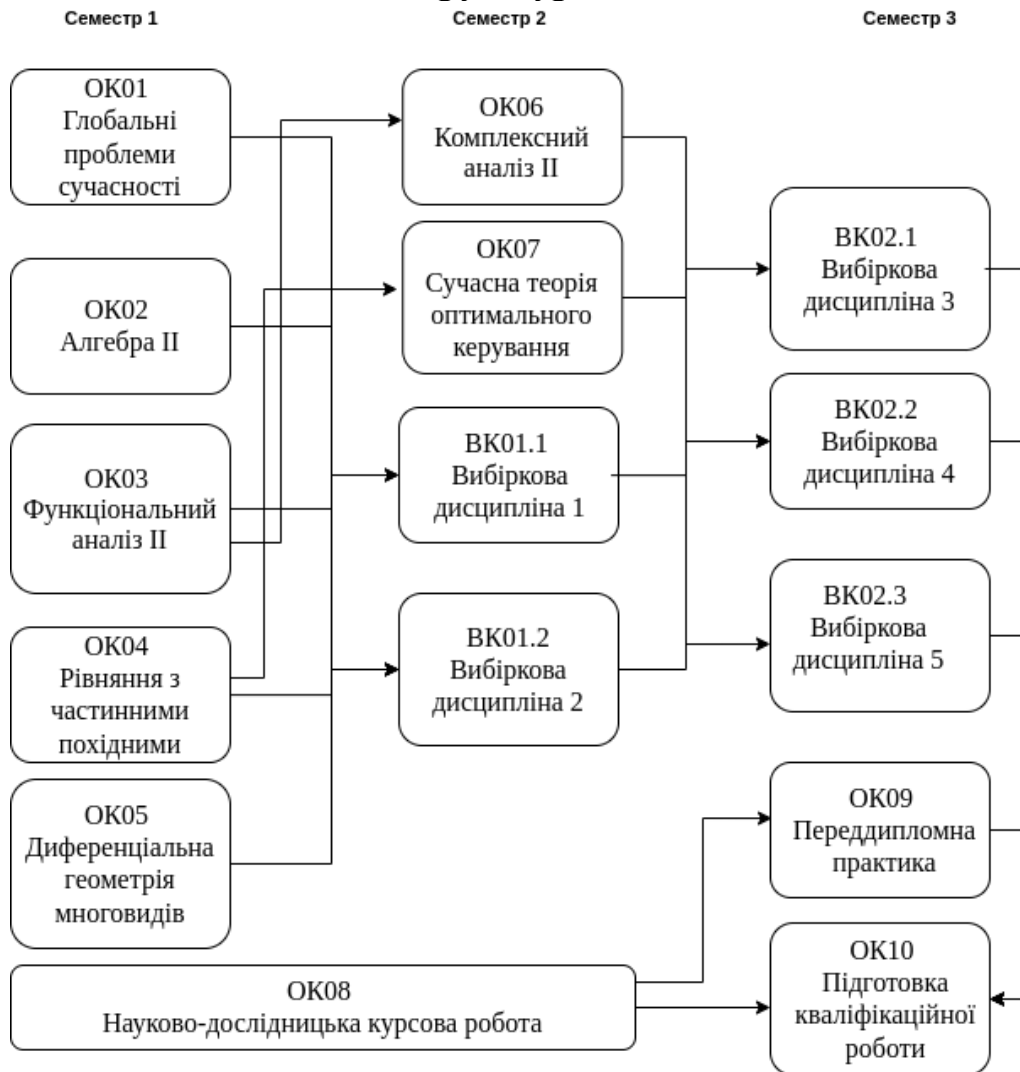 Семестр 1
Семестр 2
Семестр 3
ОК01
Глобальні
проблеми
сучасності
ОК02
Алгебра ІІ
ОК03
Функціональний
аналіз ІІ
ОК04
Рівняння з
частинними
похідними
ОК05
Диференціальна
геометрія
многовидів
ОК06
Комплексний
аналіз ІІ
ОК07
Сучасна теорія
оптимального
керування
ВК01.1
Вибіркова
дисципліна 1
ВК01.2
Вибіркова
дисципліна 2
ВК02.1
Вибіркова
дисципліна 3
ВК02.2
Вибіркова
дисципліна 4
ВК02.3
Вибіркова
дисципліна 5
ОК08
Науково-дослідницька курсова робота
ОК09
Переддипломна
практика
ОК10
Підготовка
кваліфікаційної
роботи